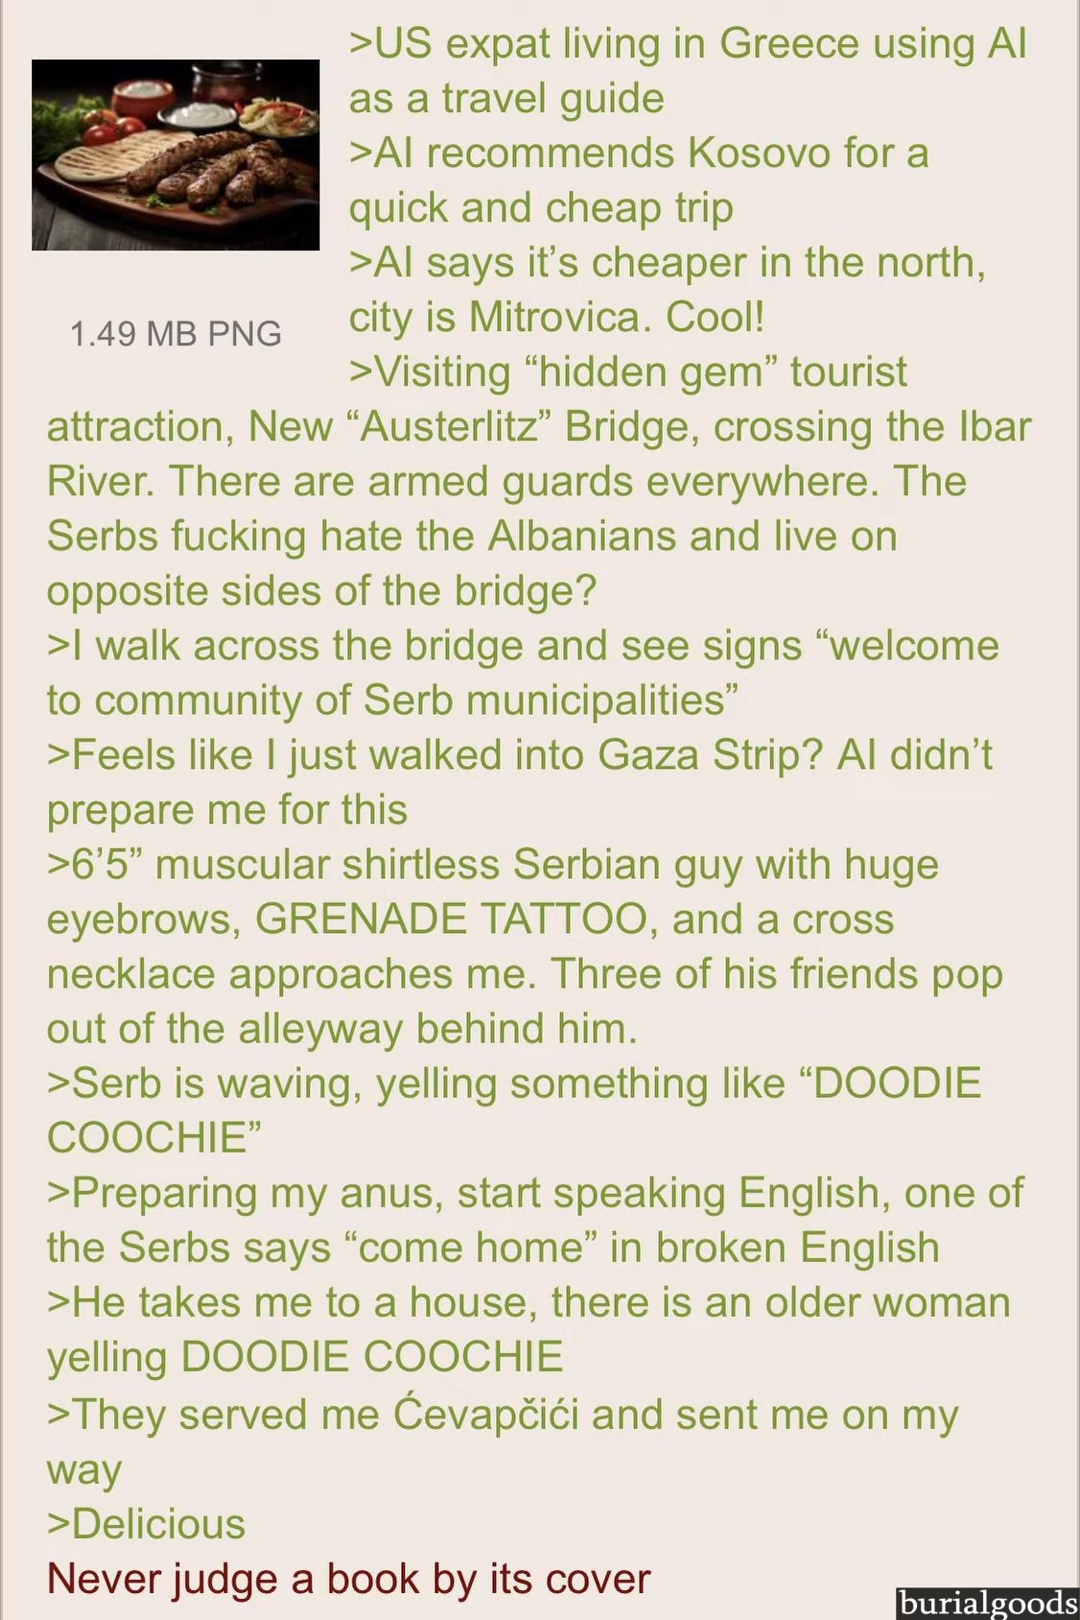 >US expat living in Greece using AI
as a travel guide
>AI recommends Kosovo for a
quick and cheap trip
>AI says it’s cheaper in the north,
city is Mitrovica. Cool!
1.49 MB PNG
>Visiting “hidden gem” tourist
attraction, New “Austerlitz” Bridge, crossing the Ibar
River. There are armed guards everywhere. The
Serbs fucking hate the Albanians and live on
opposite sides of the bridge?
>I walk across the bridge and see signs “welcome
to community of Serb municipalities”
>Feels like I just walked into Gaza Strip? AI didn’t
prepare me for this
>6’5” muscular shirtless Serbian guy with huge
eyebrows, GRENADE TATTOO, and a cross
necklace approaches me. Three of his friends pop
out of the alleyway behind him.
>Serb is waving, yelling something like “DOODIE
COOCHIE”
>Preparing my anus, start speaking English, one of
the Serbs says “come home” in broken English
>He takes me to a house, there is an older woman
yelling DOODIE COOCHIE
>They served me Ćevapčići and sent me on my
way
>Delicious
Never judge a book by its cover
burialgoods